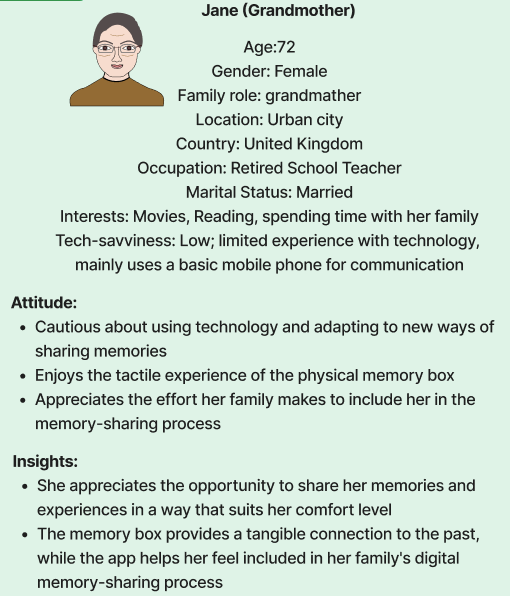 Jane (Grandmother)
Age:72
Gender: Female
Family role: grandmather
Location: Urban city
Country: United Kingdom
Occupation: Retired School Teacher
Marital Status: Married
Interests: Movies, Reading, spending time with her family
Tech-savviness: Low; limited experience with technology,
mainly uses a basic mobile phone for communication
Attitude:
• Cautious about using technology and adapting to new ways of
sharing memories
• Enjoys the tactile experience of the physical memory box
• Appreciates the effort her family makes to include her in the
memory-sharing process
Insights:
• She appreciates the opportunity to share her memories and
experiences in a way that suits her comfort level
• The memory box provides a tangible connection to the past,
while the app helps her feel included in her family's digital
memory-sharing process